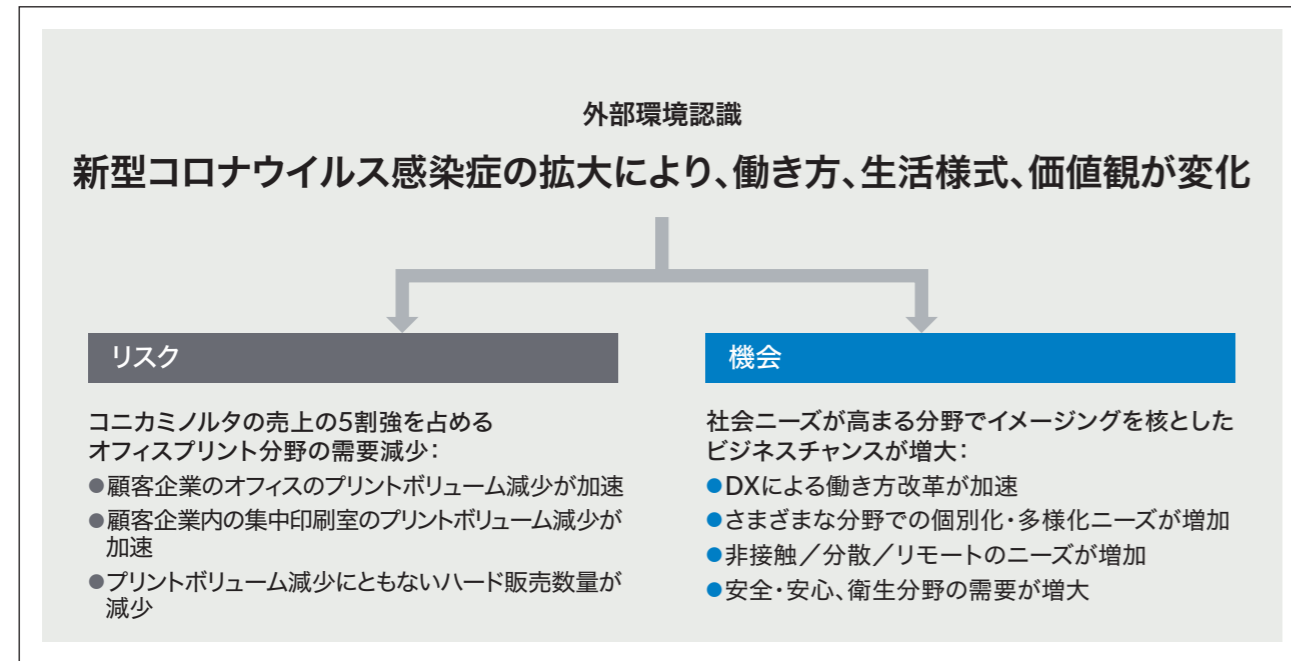 外部環境認識
新型コロナウイルス感染症の拡大により、働き方、生活様式、価値観が変化
リスク
コニカミノルタの売上の5割強を占める
オフィスプリント分野の需要減少：
●顧客企業のオフィスのプリントボリューム減少が加速
●顧客企業内の集中印刷室のプリントボリューム減少が
加速
●プリントボリューム減少にともないハード販売数量が
減少
機会
社会ニーズが高まる分野でイメージングを核とした
ビジネスチャンスが増大：
●DXによる働き方改革が加速
●さまざまな分野での個別化・多様化ニーズが増加
●非接触／分散／リモートのニーズが増加
●安全・安心、衛生分野の需要が増大